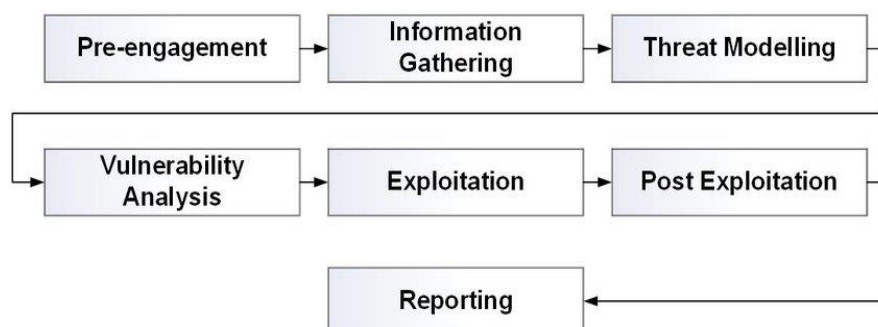 Pre-engagement
Information
Gathering
Threat Modelling
Vulnerability
Analysis
Exploitation
Post Exploitation
Reporting